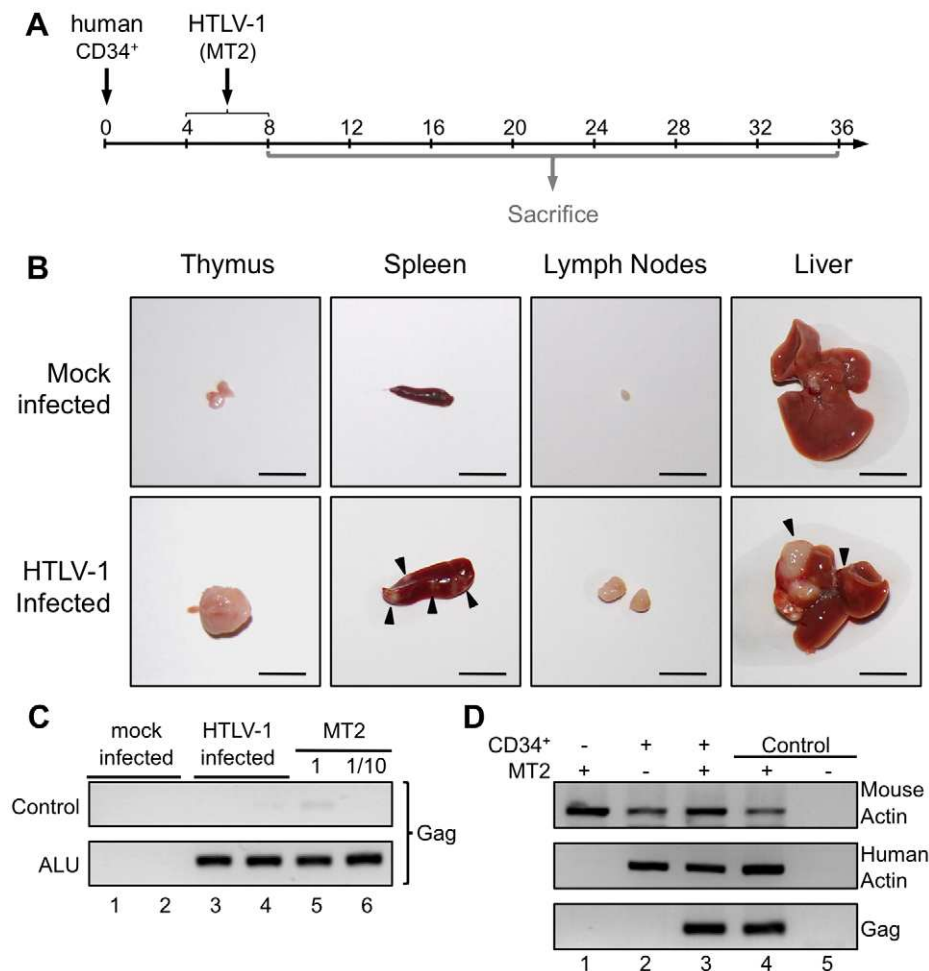 A
human
CD34+
HTLV-1
(MT2)
0 4 8 12 16 20 24 28 32 36
Sacrifice
B
Thymus Spleen Lymph Nodes Liver
Mock
infected
HTLV-1
Infected
C
mock
infected
HTLV-1
infected
MT2
1 1/10
Control
ALU
Gag
1 2 3 4 5 6
D
CD34+ - + + Control
MT2 + - + + -
Mouse
Actin
Human
Actin
Gag
1 2 3 4 5